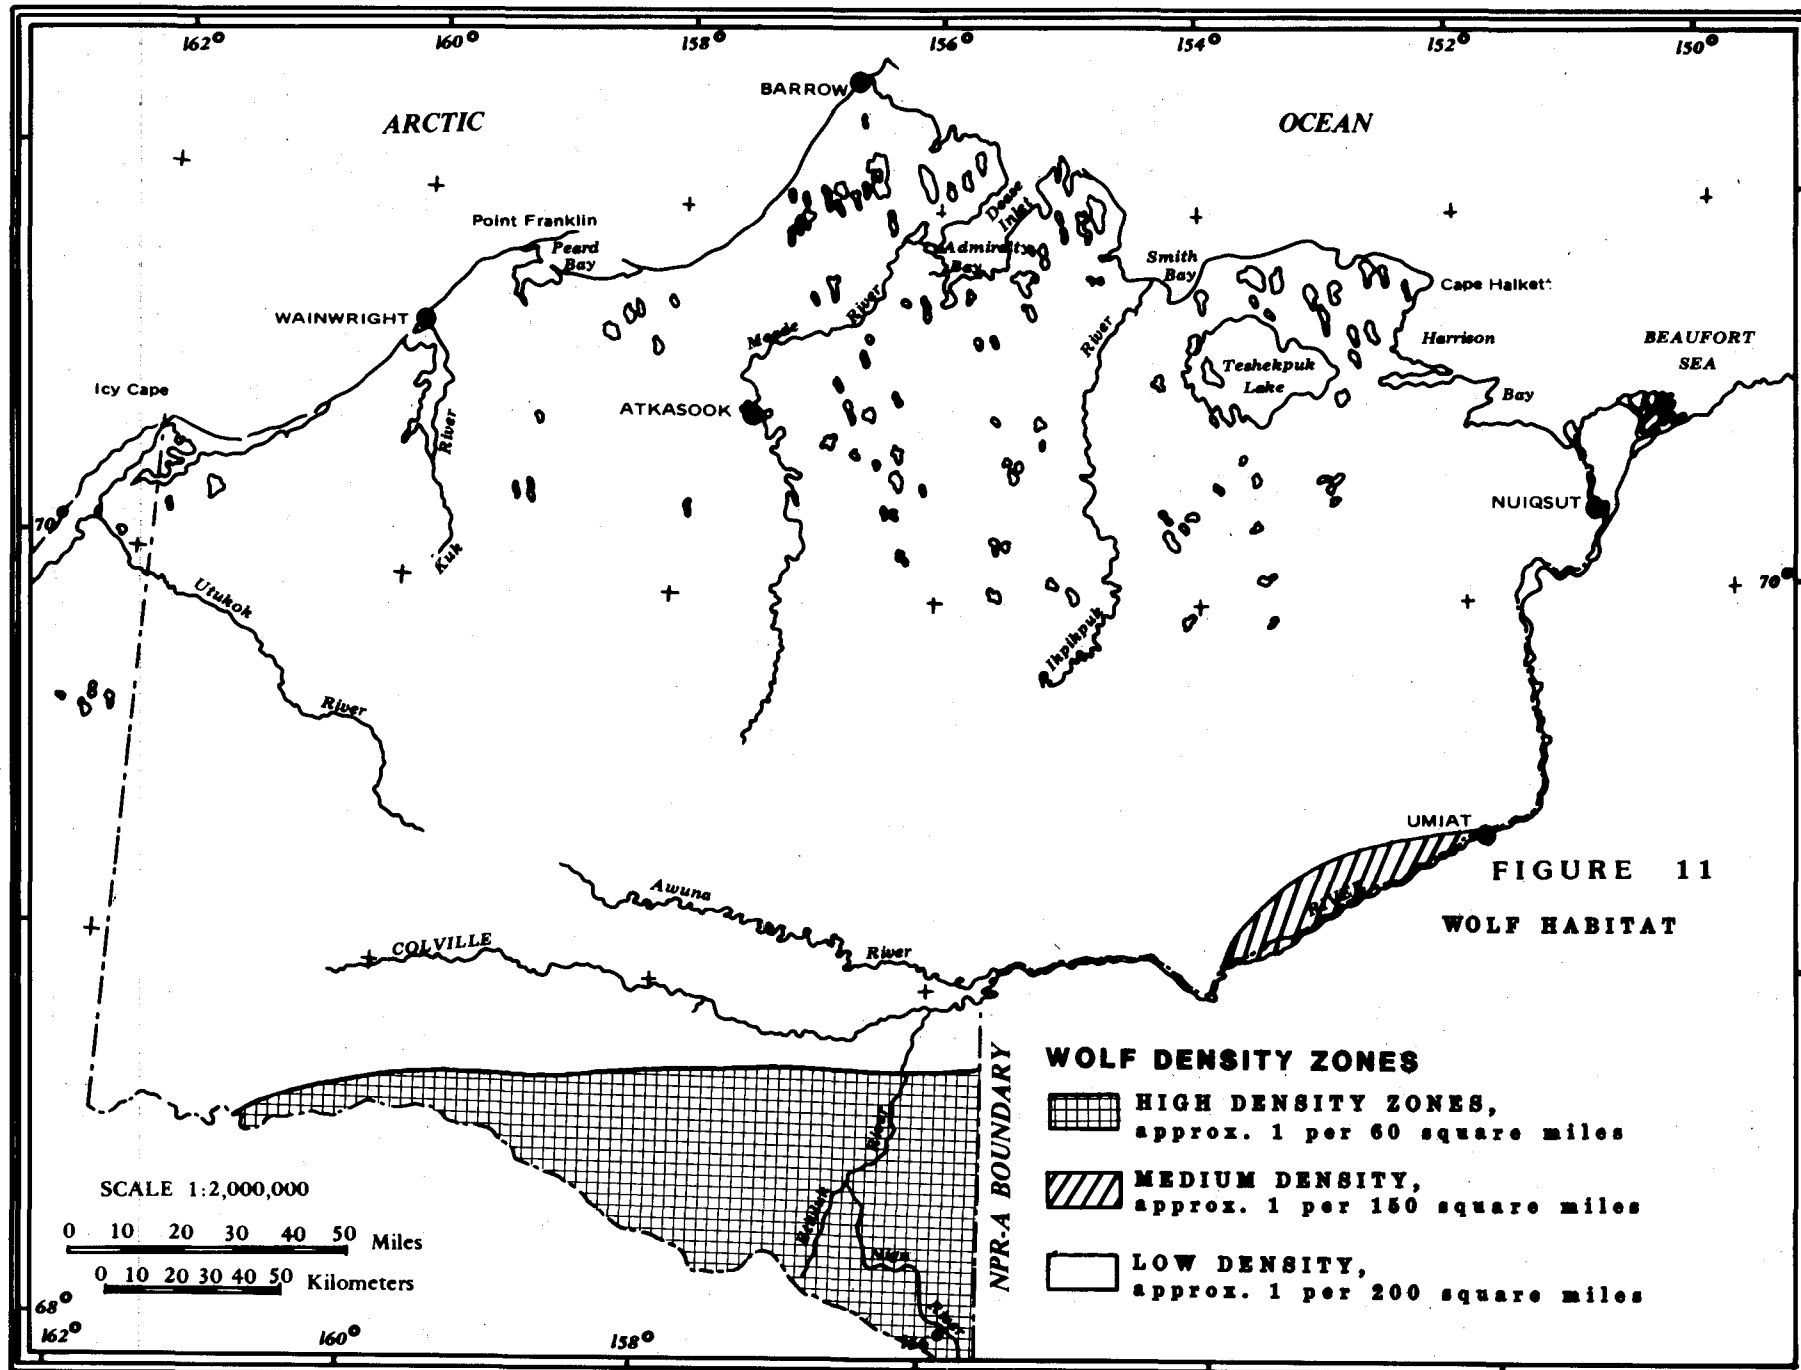 162° 160° 158° 156° 154° 152° 150°
BARROW
ARCTIC
OCEAN
Point Franklin
Peard
Bay
Dease
Inlet
Admiralty
Bay
Smith
Bay
Cape Halkett
WAINWRIGHT
Meade
River
River
Harrison
Bay
BEAUFORT
SEA
Teshekpuk
Lake
Icy Cape
ATKASOOK
River
Kuk
NUIQSUT
70°
70°
Utukok
River
Ikpikpuk
UMIAT
FIGURE 11
WOLF HABITAT
RIVER
Awuna
River
COLVILLE
NPR-A BOUNDARY
WOLF DENSITY ZONES
HIGH DENSITY ZONES,
approx. 1 per 60 square miles
MEDIUM DENSITY,
approx. 1 per 150 square miles
LOW DENSITY,
approx. 1 per 200 square miles
River
SCALE 1:2,000,000
0 10 20 30 40 50 Miles
0 10 20 30 40 50 Kilometers
68°
162° 160° 158°